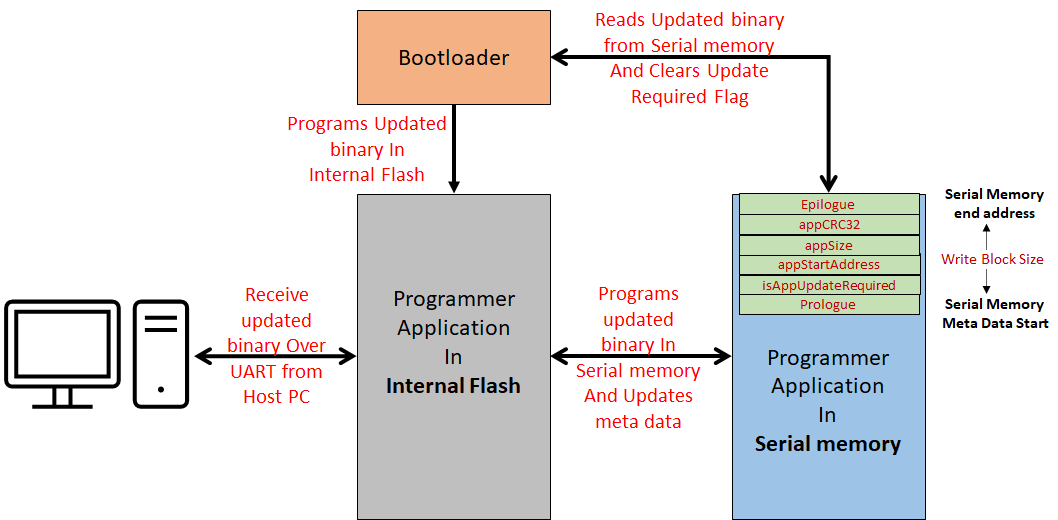 Bootloader
Reads Updated binary
from Serial memory
And Clears Update
Required Flag
Programs Updated
binary In
Internal Flash
Epilogue
appCRC32
appSize
appStartAddress
isAppUpdateRequired
Prologue
Serial Memory
end address
Write Block Size
Serial Memory
Meta Data Start
Receive
updated
binary Over
UART from
Host PC
Programmer
Application
In
Internal Flash
Programs
updated
binary In
Serial memory
And Updates
meta data
Programmer
Application
In
Serial memory